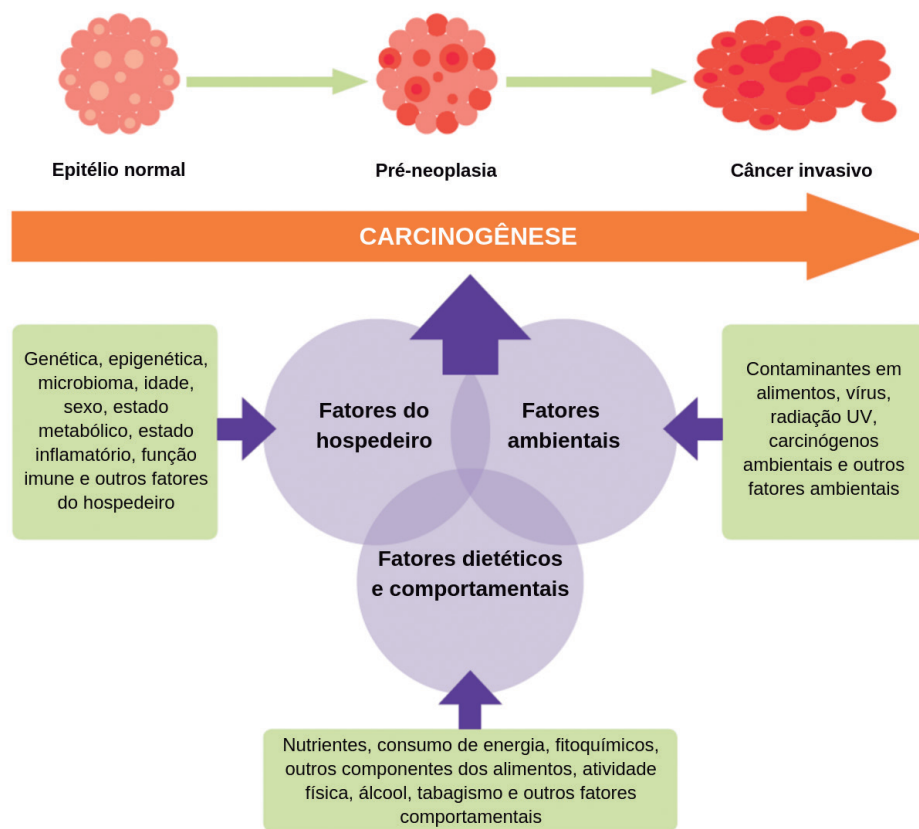 Epitélio normal
Pré-neoplasia
Câncer invasivo
CARCINOGÊNESE
Genética, epigenética,
microbioma, idade,
sexo, estado
metabólico, estado
inflamatório, função
imune e outros fatores
do hospedeiro
Fatores do
hospedeiro
Fatores
ambientais
Contaminantes em
alimentos, vírus,
radiação UV,
carcinógenos
ambientais e outros
fatores ambientais
Fatores dietéticos
e comportamentais
Nutrientes, consumo de energia, fitoquímicos,
outros componentes dos alimentos, atividade
física, álcool, tabagismo e outros fatores
comportamentais